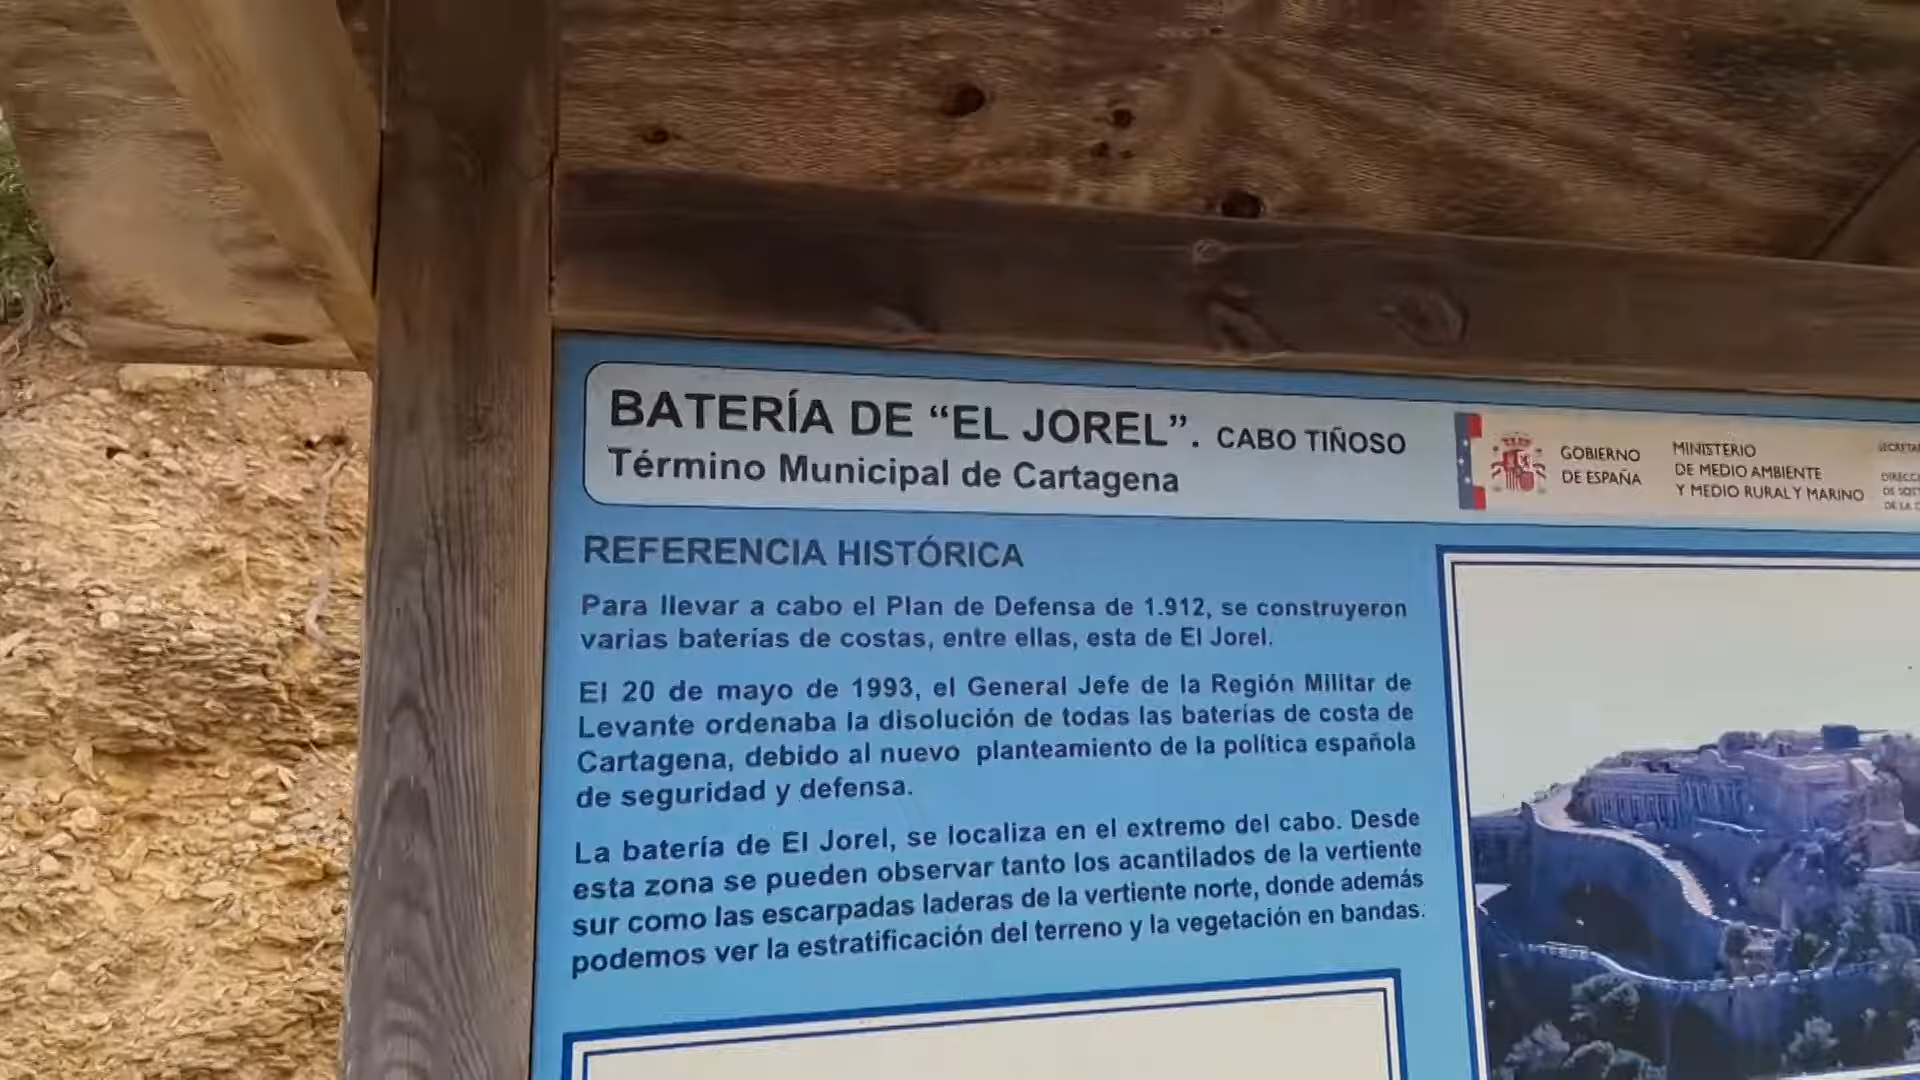 BATERÍA DE “EL JOREL”. CABO TIÑOSO
Término Municipal de Cartagena
GOBIERNO
DE ESPAÑA
MINISTERIO
DE MEDIO AMBIENTE
Y MEDIO RURAL Y MARINO
REFERENCIA HISTÓRICA
Para llevar a cabo el Plan de Defensa de 1.912, se construyeron
varias baterías de costas, entre ellas, esta de El Jorel.
El 20 de mayo de 1993, el General Jefe de la Región Militar de
Levante ordenaba la disolución de todas las baterías de costa de
Cartagena, debido al nuevo planteamiento de la política española
de seguridad y defensa.
La batería de El Jorel, se localiza en el extremo del cabo. Desde
esta zona se pueden observar tanto los acantilados de la vertiente
sur como las escarpadas laderas de la vertiente norte, donde además
podemos ver la estratificación del terreno y la vegetación en bandas.